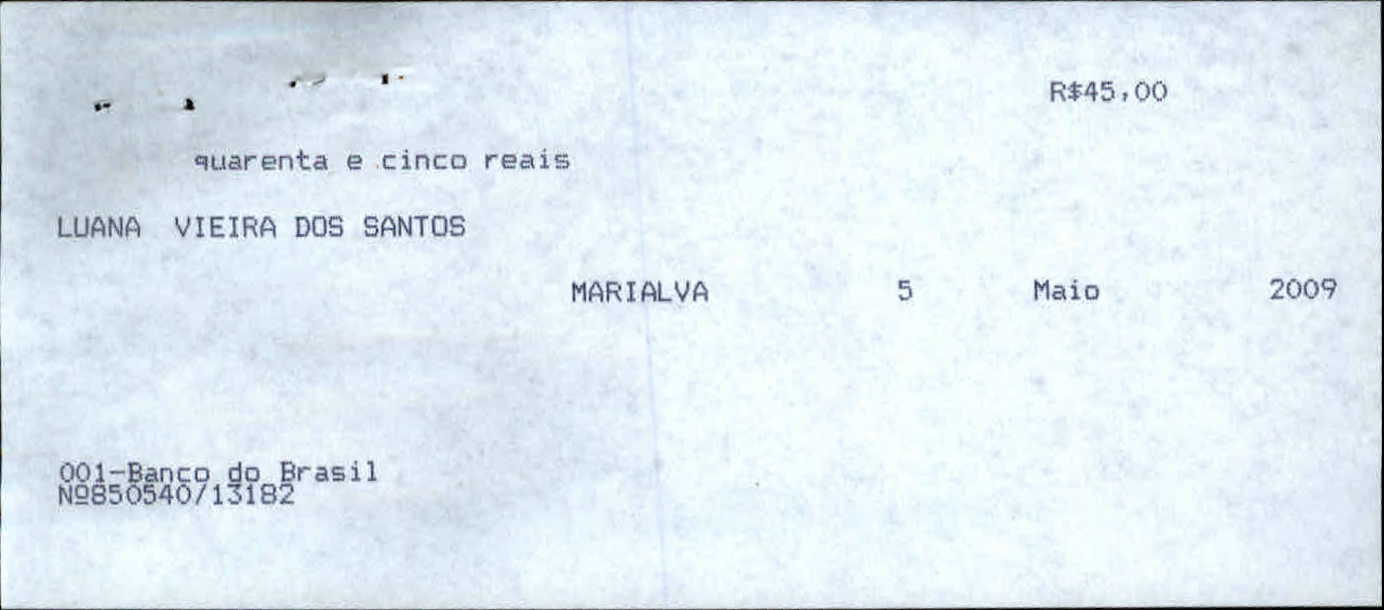 R$45,00
quarenta e cinco reais
LUANA VIEIRA DOS SANTOS
MARIALVA 5 Maio 2009
001-Banco do Brasil
Nº850540/13182